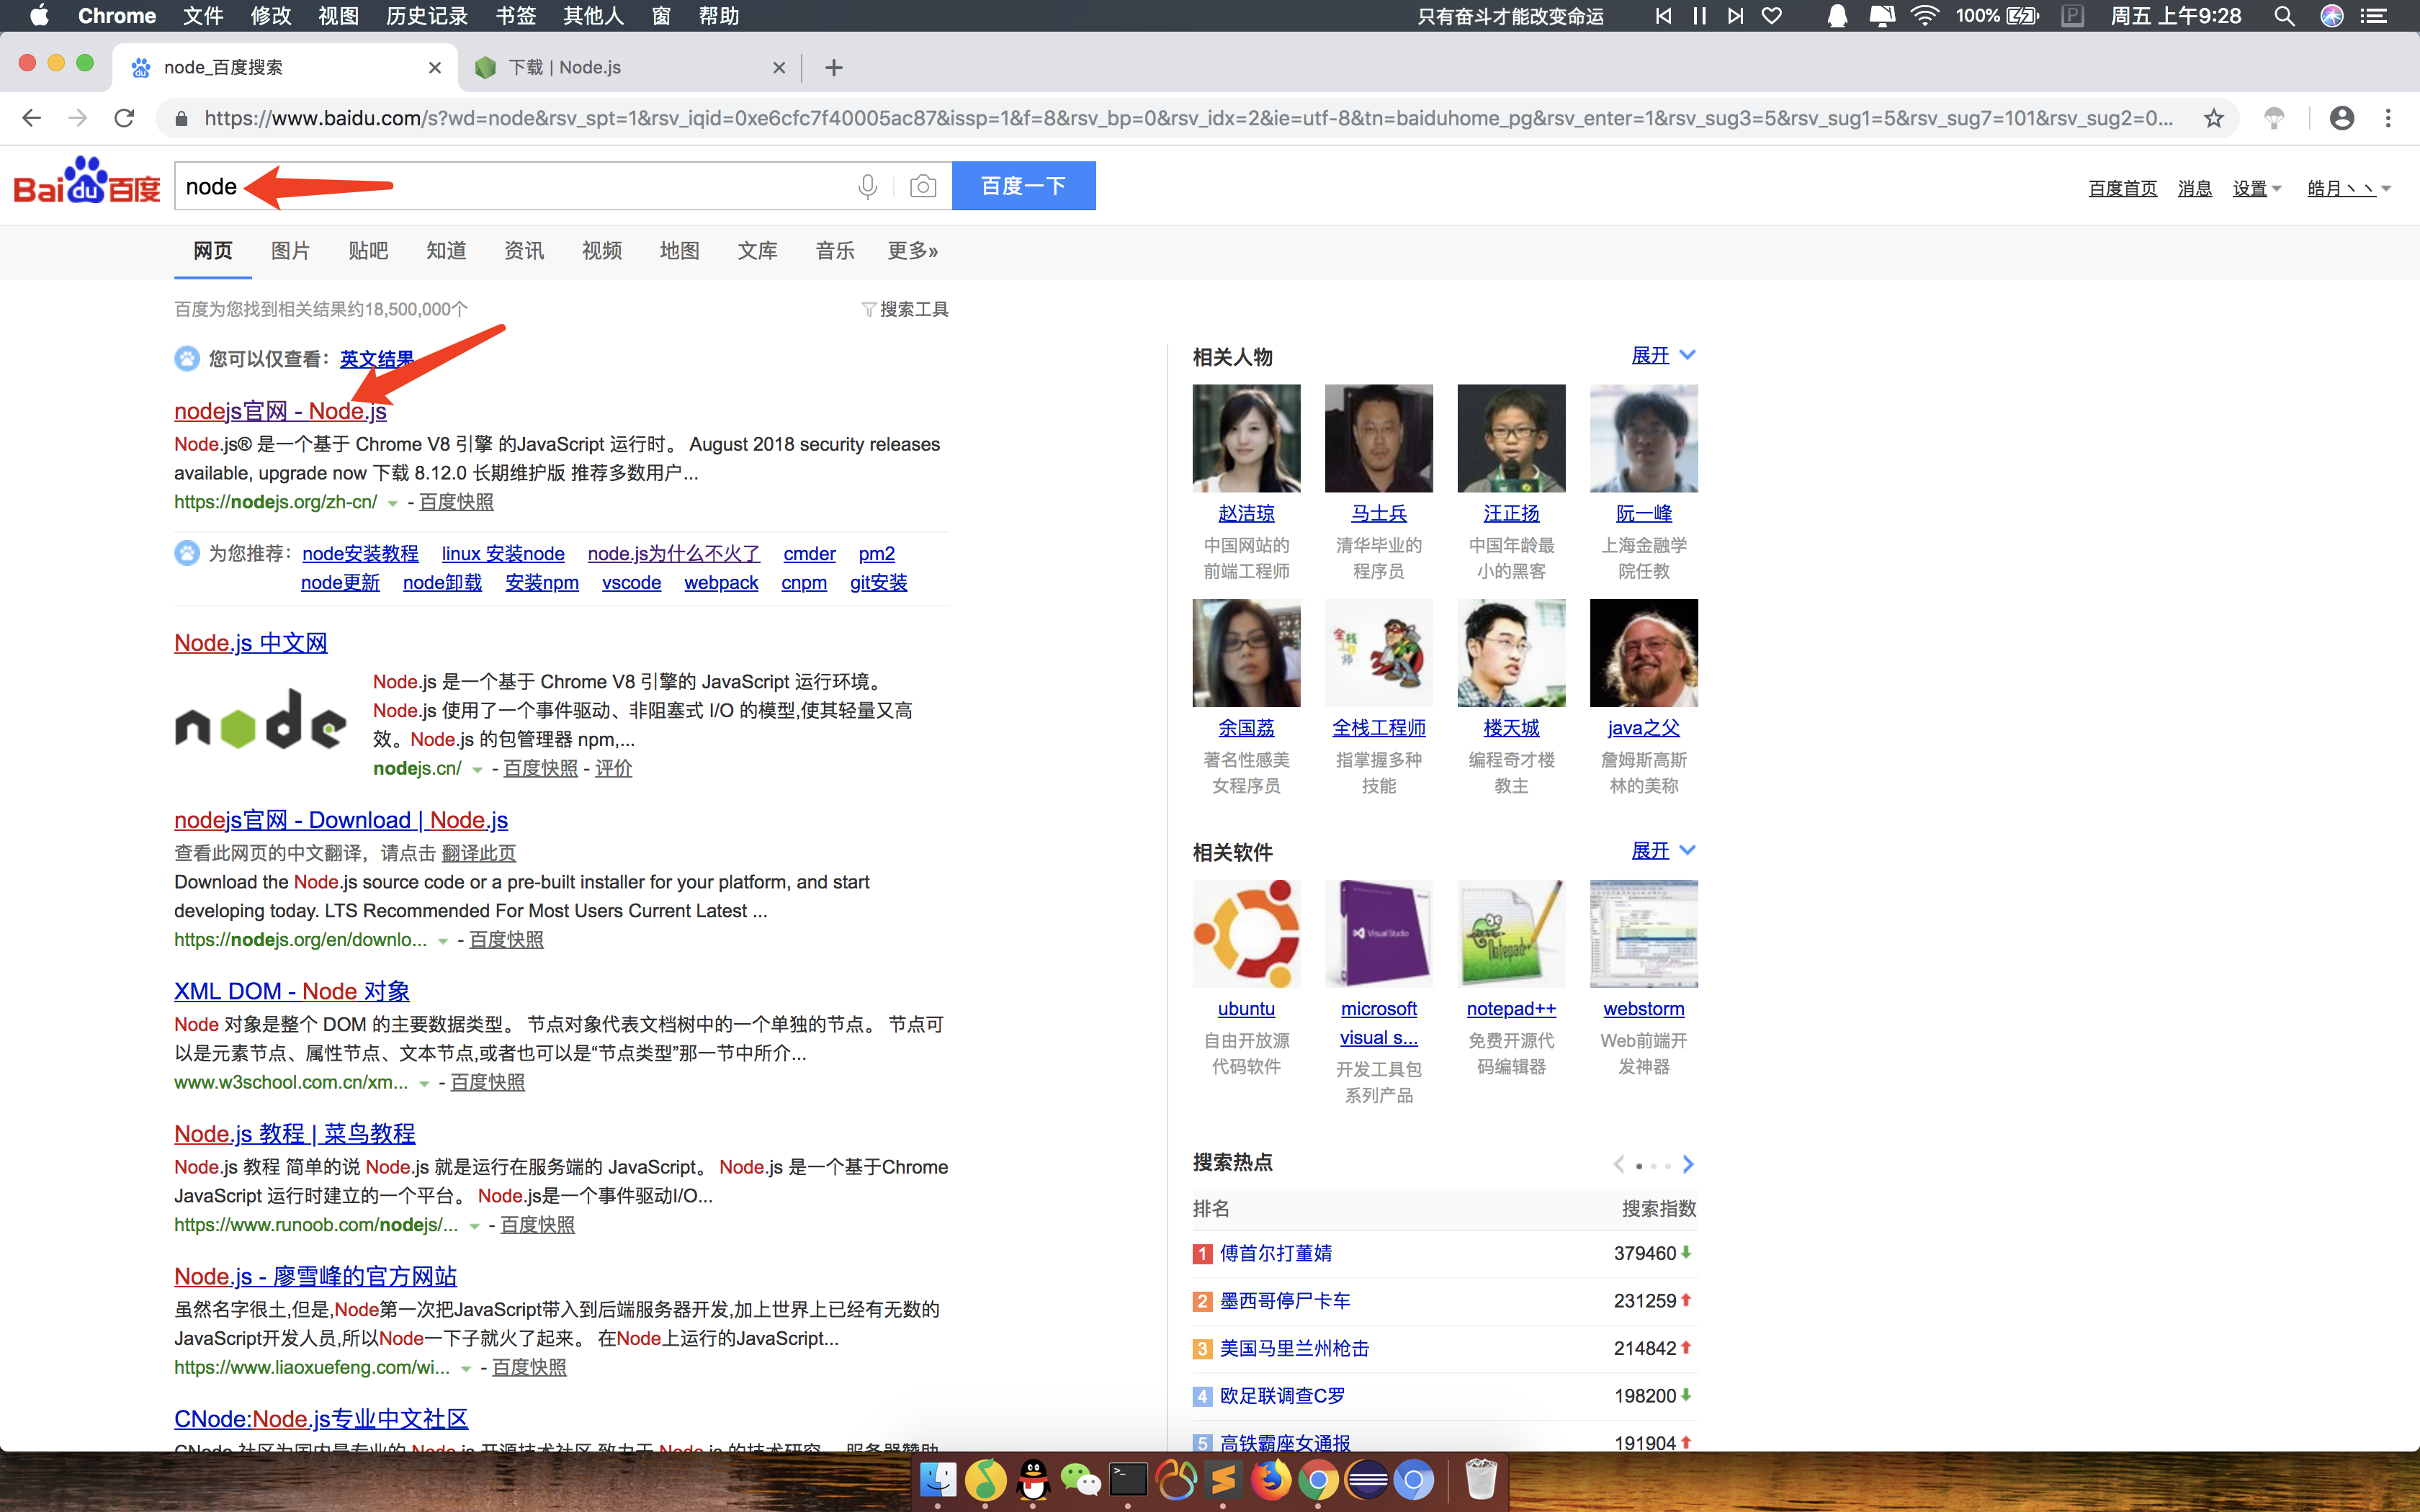 Chrome 文件 修改 视图 历史记录 书签 其他人 窗 帮助 只有奋斗才能改变命运 100% P 周五 上午9:28
node_百度搜索 下载 | Node.js
https://www.baidu.com/s?wd=node&rsv_spt=1&rsv_iqid=0xe6cfc7f40005ac87&issp=1&f=8&rsv_bp=0&rsv_idx=2&ie=utf-8&tn=baiduhome_pg&rsv_enter=1&rsv_sug3=5&rsv_sug1=5&rsv_sug7=101&rsv_sug2=0...
Bai du 百度 node 百度一下 百度首页 消息 设置 皓月丶丶
网页 图片 贴吧 知道 资讯 视频 地图 文库 音乐 更多»
百度为您找到相关结果约18,500,000个 搜索工具
您可以仅查看：英文结果
nodejs官网 - Node.js
Node.js® 是一个基于 Chrome V8 引擎 的JavaScript 运行时。 August 2018 security releases
available, upgrade now 下载 8.12.0 长期维护版 推荐多数用户...
https://nodejs.org/zh-cn/ - 百度快照
为您推荐： node安装教程 linux 安装node node.js为什么不火了 cmder pm2
node更新 node卸载 安装npm vscode webpack cnpm git安装
Node.js 中文网
node
Node.js 是一个基于 Chrome V8 引擎的 JavaScript 运行环境。
Node.js 使用了一个事件驱动、非阻塞式 I/O 的模型,使其轻量又高
效。Node.js 的包管理器 npm,...
nodejs.cn/ - 百度快照 - 评价
nodejs官网 - Download | Node.js
查看此网页的中文翻译，请点击 翻译此页
Download the Node.js source code or a pre-built installer for your platform, and start
developing today. LTS Recommended For Most Users Current Latest ...
https://nodejs.org/en/downlo... - 百度快照
XML DOM - Node 对象
Node 对象是整个 DOM 的主要数据类型。 节点对象代表文档树中的一个单独的节点。 节点可
以是元素节点、属性节点、文本节点,或者也可以是“节点类型”那一节中所介...
www.w3school.com.cn/xm... - 百度快照
Node.js 教程 | 菜鸟教程
Node.js 教程 简单的说 Node.js 就是运行在服务端的 JavaScript。 Node.js 是一个基于Chrome
JavaScript 运行时建立的一个平台。 Node.js是一个事件驱动I/O...
https://www.runoob.com/nodejs/... - 百度快照
Node.js - 廖雪峰的官方网站
虽然名字很土,但是,Node第一次把JavaScript带入到后端服务器开发,加上世界上已经有无数的
JavaScript开发人员,所以Node一下子就火了起来。 在Node上运行的JavaScript...
https://www.liaoxuefeng.com/wi... - 百度快照
CNode:Node.js专业中文社区
CNode 社区为国内最专业的 Node.js 开源技术社区,致力于 Node.js 的技术研究。 服务器赞助
相关人物 展开
赵洁琼 马士兵 汪正扬 阮一峰
中国网站的 清华毕业的 中国年龄最 上海金融学
前端工程师 程序员 小的黑客 院任教
全栈工程师
余国荔 全栈工程师 楼天城 java之父
著名性感美 指掌握多种 编程奇才楼 詹姆斯高斯
女程序员 技能 教主 林的美称
相关软件 展开
Visual Studio Notepad++
ubuntu microsoft notepad++ webstorm
visual s...
自由开放源 免费开源代 Web前端开
代码软件 开发工具包 码编辑器 发神器
系列产品
搜索热点
排名 搜索指数
1 傅首尔打董婧 379460
2 墨西哥停尸卡车 231259
3 美国马里兰州枪击 214842
4 欧足联调查C罗 198200
5 高铁霸座女通报 191904